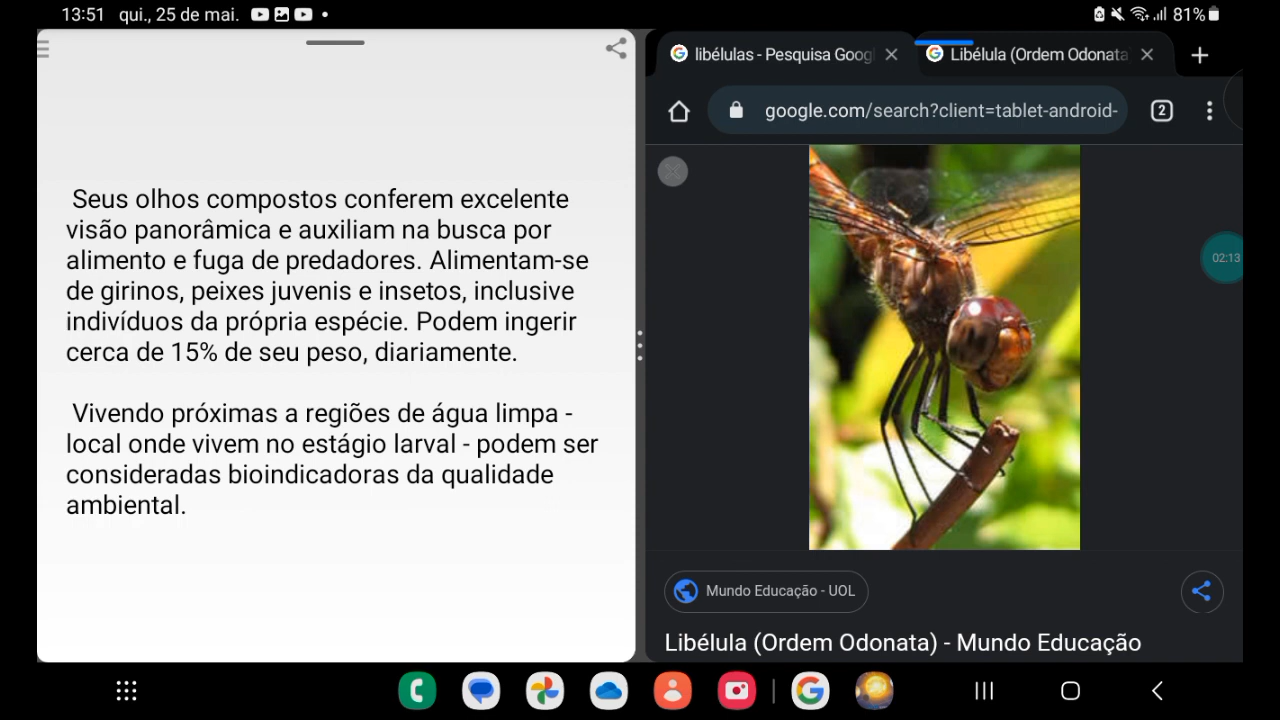 13:51 qui., 25 de mai.
81%
Seus olhos compostos conferem excelente
visão panorâmica e auxiliam na busca por
alimento e fuga de predadores. Alimentam-se
de girinos, peixes juvenis e insetos, inclusive
indivíduos da própria espécie. Podem ingerir
cerca de 15% de seu peso, diariamente.
Vivendo próximas a regiões de água limpa -
local onde vivem no estágio larval - podem ser
consideradas bioindicadoras da qualidade
ambiental.
libélulas - Pesquisa Goog
Libélula (Ordem Odonata
google.com/search?client=tablet-android-
2
02:13
Mundo Educação - UOL
Libélula (Ordem Odonata) - Mundo Educação